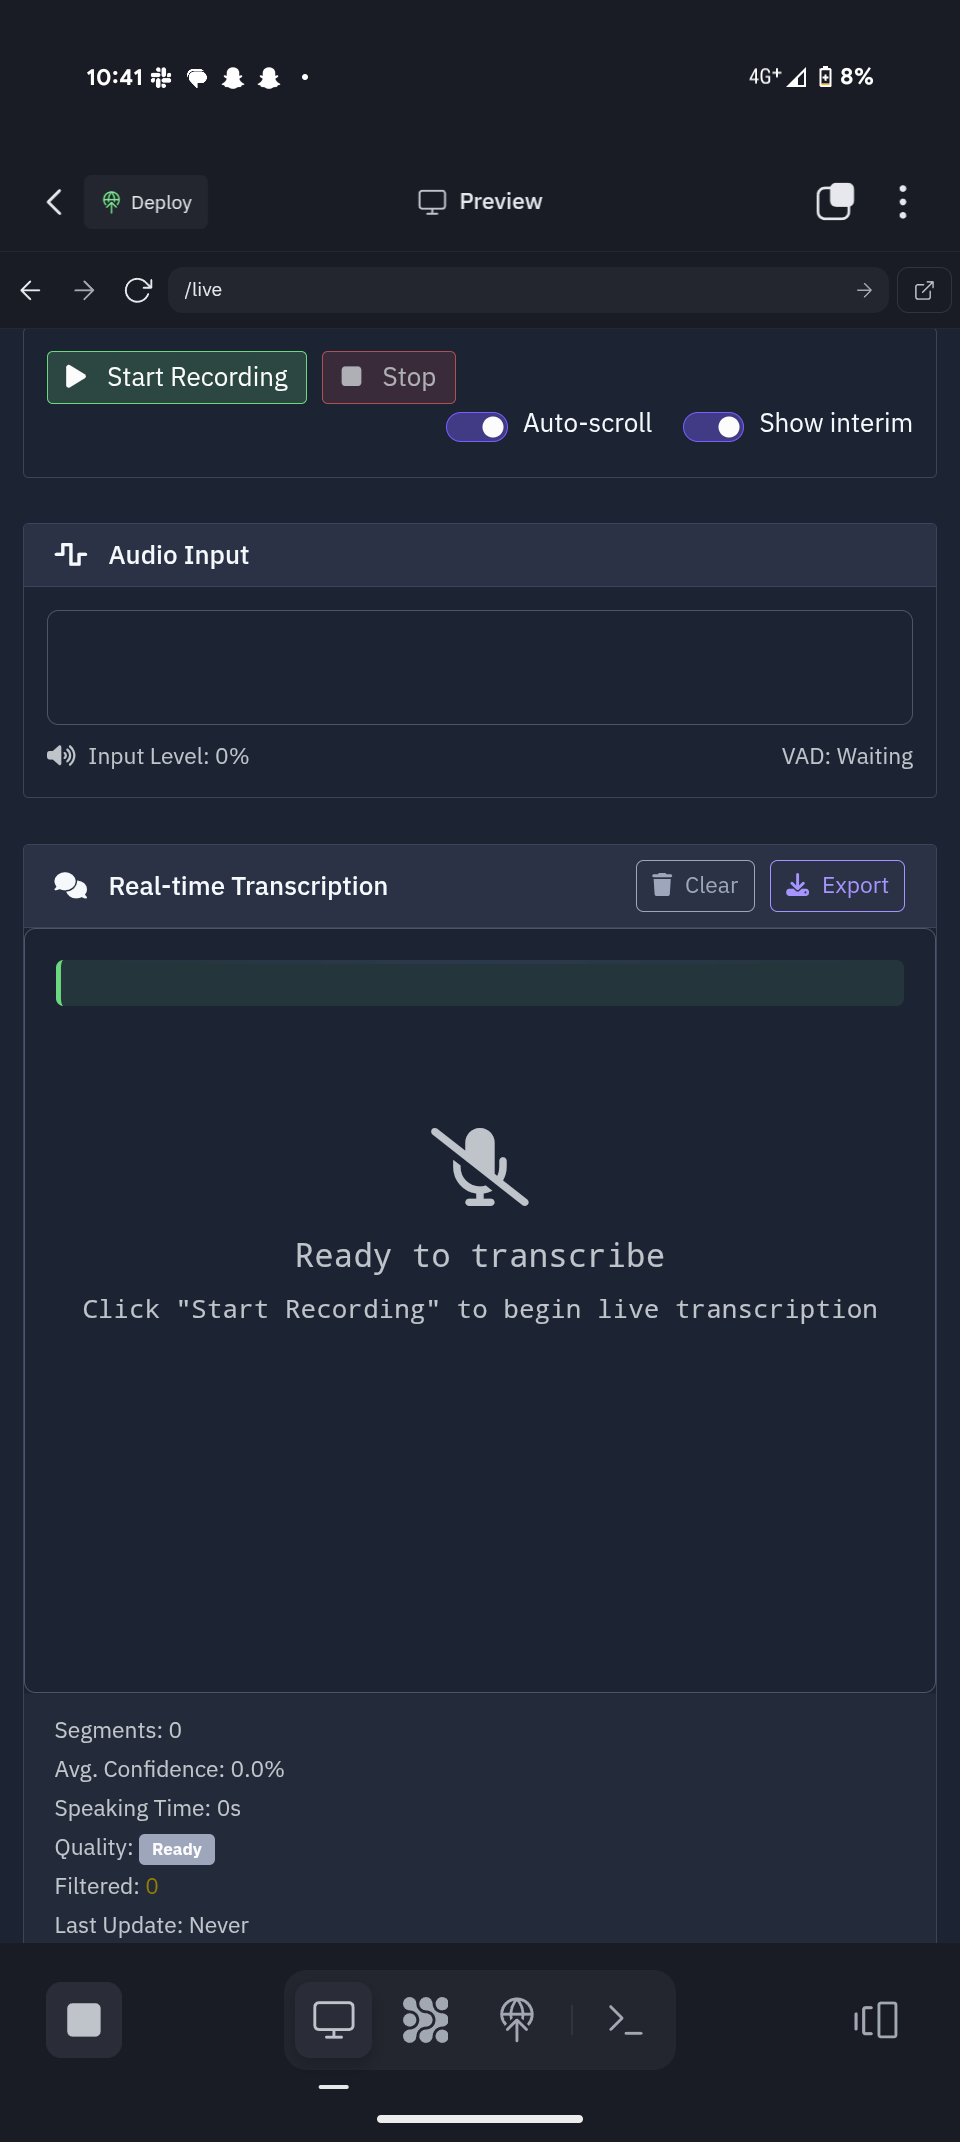 10:41 4G+ 8%
Deploy Preview
/live
Start Recording Stop
Auto-scroll Show interim
Audio Input
Input Level: 0% VAD: Waiting
Real-time Transcription Clear Export
Ready to transcribe
Click "Start Recording" to begin live transcription
Segments: 0
Avg. Confidence: 0.0%
Speaking Time: 0s
Quality: Ready
Filtered: 0
Last Update: Never